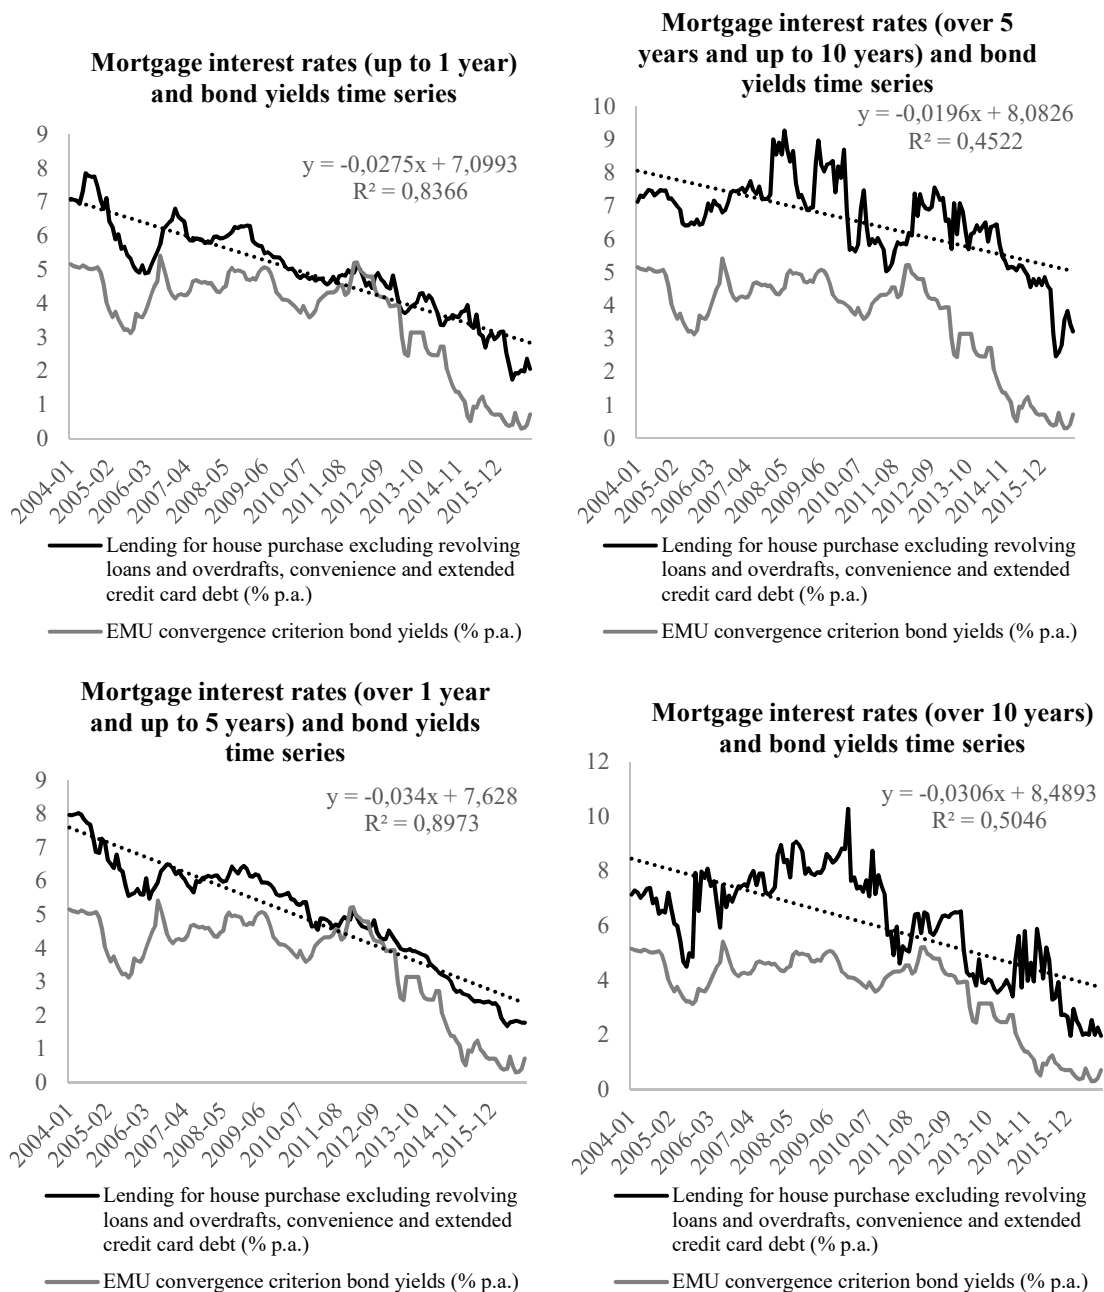 Mortgage interest rates (up to 1 year)
and bond yields time series
y = -0,0275x + 7,0993
R² = 0,8366
9
8
7
6
5
4
3
2
1
0
2004-01
2005-02
2006-03
2007-04
2008-05
2009-06
2010-07
2011-08
2012-09
2013-10
2014-11
2015-12
Lending for house purchase excluding revolving
loans and overdrafts, convenience and extended
credit card debt (% p.a.)
EMU convergence criterion bond yields (% p.a.)
Mortgage interest rates (over 5
years and up to 10 years) and bond
yields time series
y = -0,0196x + 8,0826
R² = 0,4522
10
9
8
7
6
5
4
3
2
1
0
2004-01
2005-02
2006-03
2007-04
2008-05
2009-06
2010-07
2011-08
2012-09
2013-10
2014-11
2015-12
Lending for house purchase excluding revolving
loans and overdrafts, convenience and extended
credit card debt (% p.a.)
EMU convergence criterion bond yields (% p.a.)
Mortgage interest rates (over 1 year
and up to 5 years) and bond yields
time series
y = -0,034x + 7,628
R² = 0,8973
9
8
7
6
5
4
3
2
1
0
2004-01
2005-02
2006-03
2007-04
2008-05
2009-06
2010-07
2011-08
2012-09
2013-10
2014-11
2015-12
Lending for house purchase excluding revolving
loans and overdrafts, convenience and extended
credit card debt (% p.a.)
EMU convergence criterion bond yields (% p.a.)
Mortgage interest rates (over 10 years)
and bond yields time series
y = -0,0306x + 8,4893
R² = 0,5046
12
10
8
6
4
2
0
2004-01
2005-02
2006-03
2007-04
2008-05
2009-06
2010-07
2011-08
2012-09
2013-10
2014-11
2015-12
Lending for house purchase excluding revolving
loans and overdrafts, convenience and extended
credit card debt (% p.a.)
EMU convergence criterion bond yields (% p.a.)